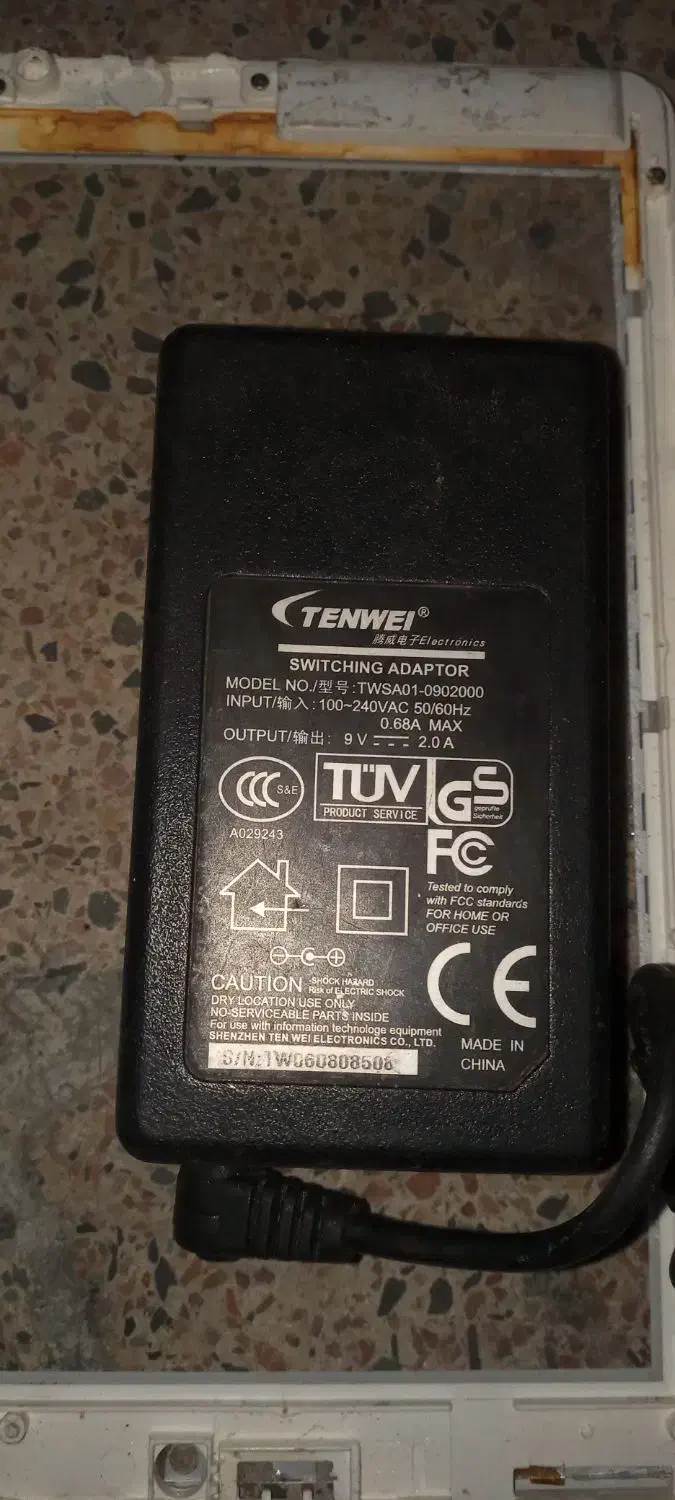 TENWEI®
腾威电子Electronics
SWITCHING ADAPTOR
MODEL NO./型号:TWSA01-0902000
INPUT/输入:100~240VAC 50/60Hz
0.68A MAX
OUTPUT/输出: 9V 2.0A
CCC S&E
A029243
TÜV
PRODUCT SERVICE
GS
geprüfte
Sicherheit
FC
Tested to comply
with FCC standards
FOR HOME OR
OFFICE USE
CAUTION -SHOCK HAZARD
Risk of ELECTRIC SHOCK
DRY LOCATION USE ONLY
NO-SERVICEABLE PARTS INSIDE
For use with information technologe equipment
SHENZHEN TEN WEI ELECTRONICS CO., LTD.
S/N:TW060808508
CE
MADE IN
CHINA